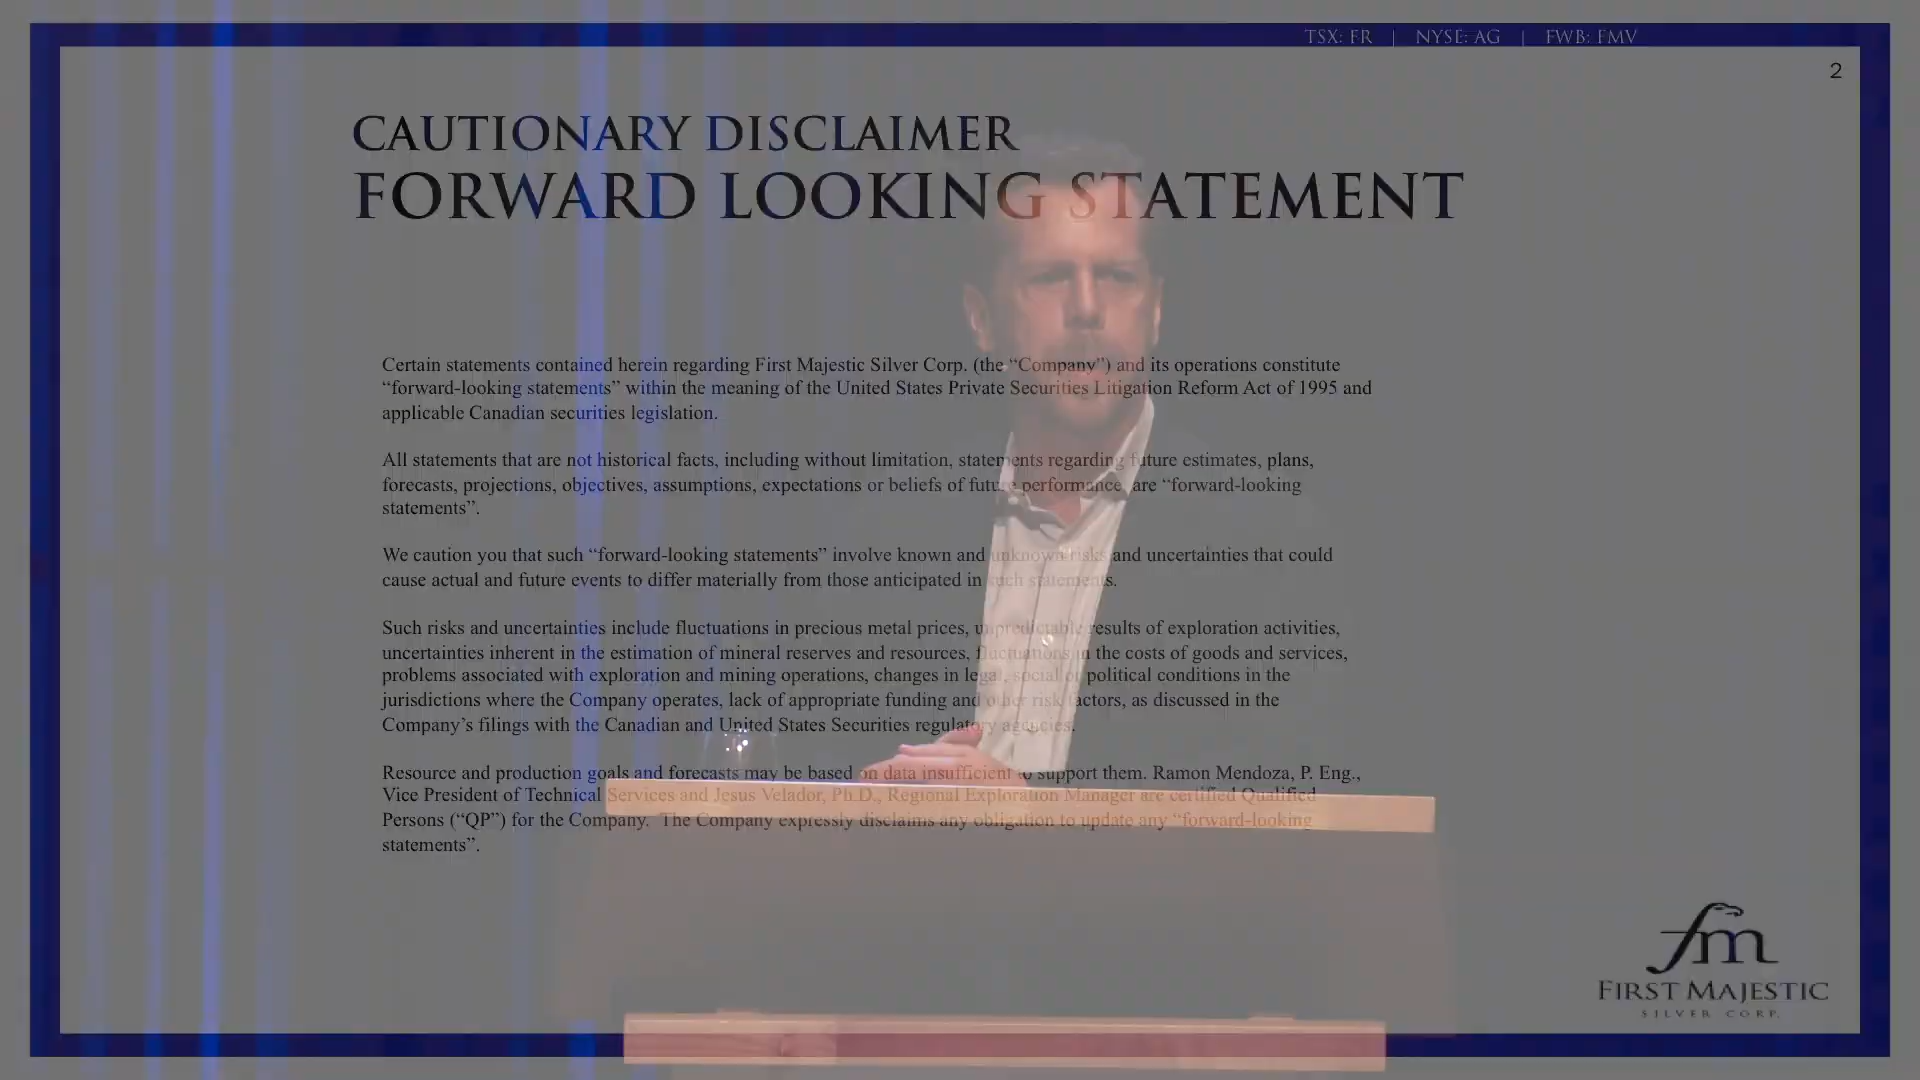 TSX: FR | NYSE: AG | FWB: FMV
2
CAUTIONARY DISCLAIMER
FORWARD LOOKING STATEMENT
Certain statements contained herein regarding First Majestic Silver Corp. (the “Company”) and its operations constitute
“forward-looking statements” within the meaning of the United States Private Securities Litigation Reform Act of 1995 and
applicable Canadian securities legislation.
All statements that are not historical facts, including without limitation, statements regarding future estimates, plans,
forecasts, projections, objectives, assumptions, expectations or beliefs of future performance, are “forward-looking
statements”.
We caution you that such “forward-looking statements” involve known and unknown risks and uncertainties that could
cause actual and future events to differ materially from those anticipated in such statements.
Such risks and uncertainties include fluctuations in precious metal prices, unpredictable results of exploration activities,
uncertainties inherent in the estimation of mineral reserves and resources, fluctuations in the costs of goods and services,
problems associated with exploration and mining operations, changes in legal, social or political conditions in the
jurisdictions where the Company operates, lack of appropriate funding and other risk factors, as discussed in the
Company’s filings with the Canadian and United States Securities regulatory agencies.
Resource and production goals and forecasts may be based on data insufficient to support them. Ramon Mendoza, P. Eng.,
Vice President of Technical Services and Jesus Velador, Ph.D., Regional Exploration Manager are certified Qualified
Persons (“QP”) for the Company. The Company expressly disclaims any obligation to update any “forward-looking
statements”.
fm
FIRST MAJESTIC
SILVER CORP.